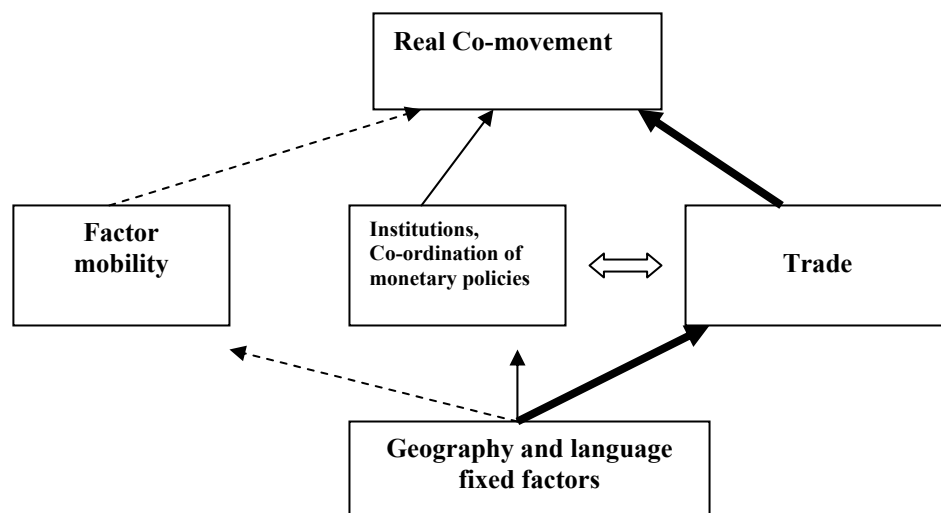 Real Co-movement
Factor
mobility
Institutions,
Co-ordination of
monetary policies
Trade
Geography and language
fixed factors